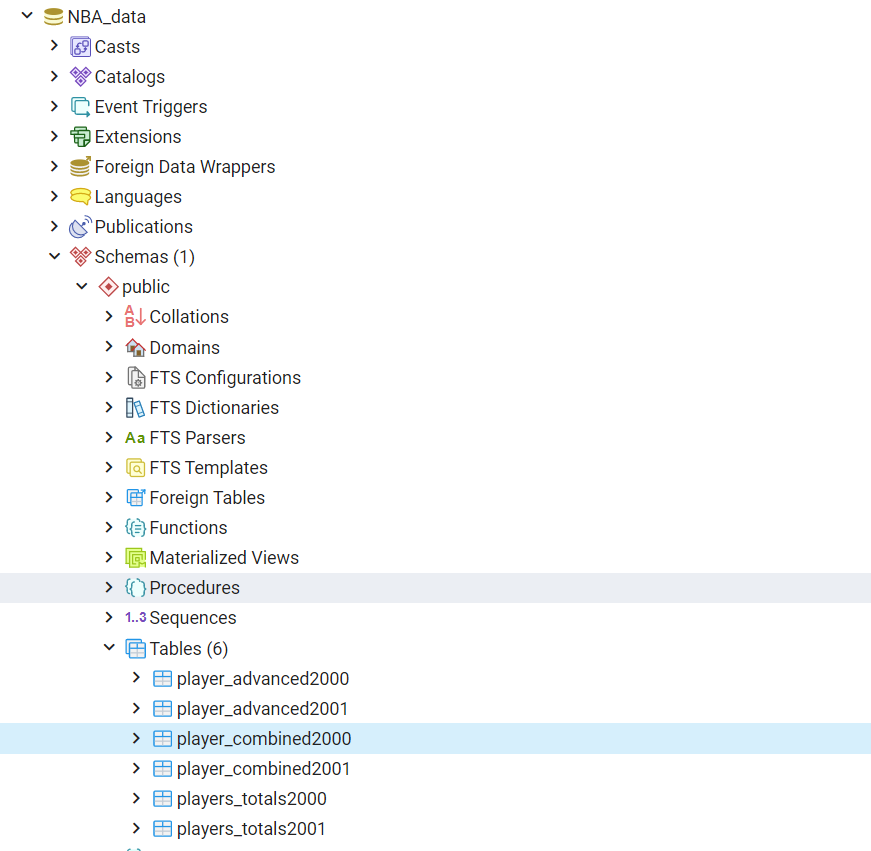 NBA_data
Casts
Catalogs
Event Triggers
Extensions
Foreign Data Wrappers
Languages
Publications
Schemas (1)
public
Collations
Domains
FTS Configurations
FTS Dictionaries
Aa FTS Parsers
FTS Templates
Foreign Tables
Functions
Materialized Views
Procedures
1..3 Sequences
Tables (6)
player_advanced2000
player_advanced2001
player_combined2000
player_combined2001
players_totals2000
players_totals2001